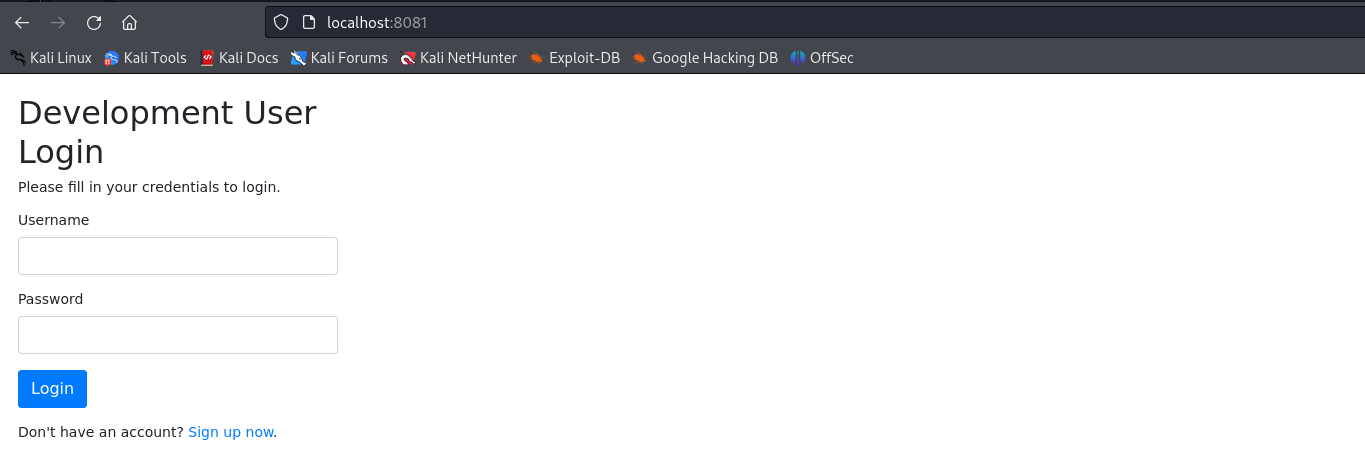 localhost:8081
Kali Linux Kali Tools Kali Docs Kali Forums Kali NetHunter Exploit-DB Google Hacking DB OffSec
Development User
Login
Please fill in your credentials to login.
Username
Password
Login
Don't have an account? Sign up now.